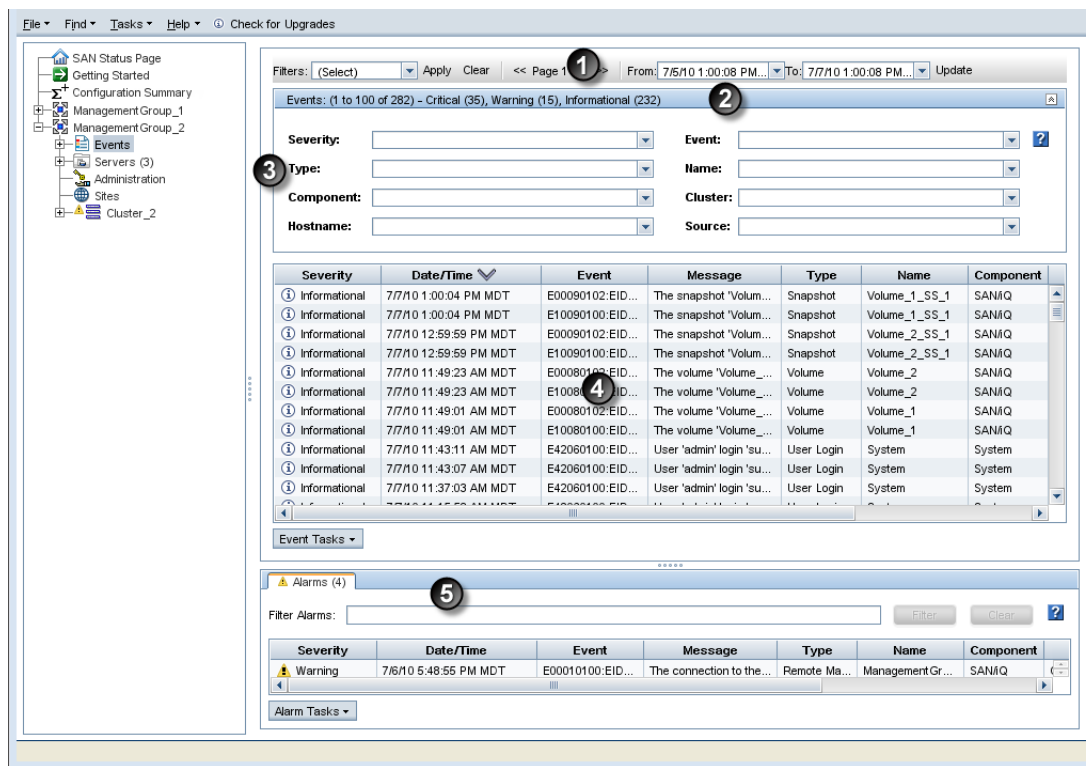 File Find Tasks Help Check for Upgrades
SAN Status Page
Getting Started
Configuration Summary
ManagementGroup_1
ManagementGroup_2
Events
Servers (3)
Administration
Sites
Cluster_2
Filters: (Select) Apply Clear << Page 1 > From: 7/5/10 1:00:08 PM... To: 7/7/10 1:00:08 PM... Update
1
Events: (1 to 100 of 282) - Critical (35), Warning (15), Informational (232)
2
Severity: Event: ?
3
Type: Name:
Component: Cluster:
Hostname: Source:
Severity Date/Time Event Message Type Name Component
Informational 7/7/10 1:00:04 PM MDT E00090102:EID... The snapshot 'Volum... Snapshot Volume_1_SS_1 SAN/iQ
Informational 7/7/10 1:00:04 PM MDT E10090100:EID... The snapshot 'Volum... Snapshot Volume_1_SS_1 SAN/iQ
Informational 7/7/10 12:59:59 PM MDT E00090102:EID... The snapshot 'Volum... Snapshot Volume_2_SS_1 SAN/iQ
Informational 7/7/10 12:59:59 PM MDT E10090100:EID... The snapshot 'Volum... Snapshot Volume_2_SS_1 SAN/iQ
Informational 7/7/10 11:49:23 AM MDT E00080102:EID... The volume 'Volume_... Volume Volume_2 SAN/iQ
Informational 7/7/10 11:49:23 AM MDT E10080 EID... The volume 'Volume_... Volume Volume_2 SAN/iQ
4
Informational 7/7/10 11:49:01 AM MDT E00080102:EID... The volume 'Volume_... Volume Volume_1 SAN/iQ
Informational 7/7/10 11:49:01 AM MDT E10080100:EID... The volume 'Volume_... Volume Volume_1 SAN/iQ
Informational 7/7/10 11:43:11 AM MDT E42060100:EID... User 'admin' login 'su... User Login System System
Informational 7/7/10 11:43:07 AM MDT E42060100:EID... User 'admin' login 'su... User Login System System
Informational 7/7/10 11:37:03 AM MDT E42060100:EID... User 'admin' login 'su... User Login System System
Event Tasks
Alarms (4)
5
Filter Alarms: Filter Clear ?
Severity Date/Time Event Message Type Name Component
Warning 7/6/10 5:48:55 PM MDT E00010100:EID... The connection to the... Remote Ma... ManagementGr... SAN/iQ
Alarm Tasks